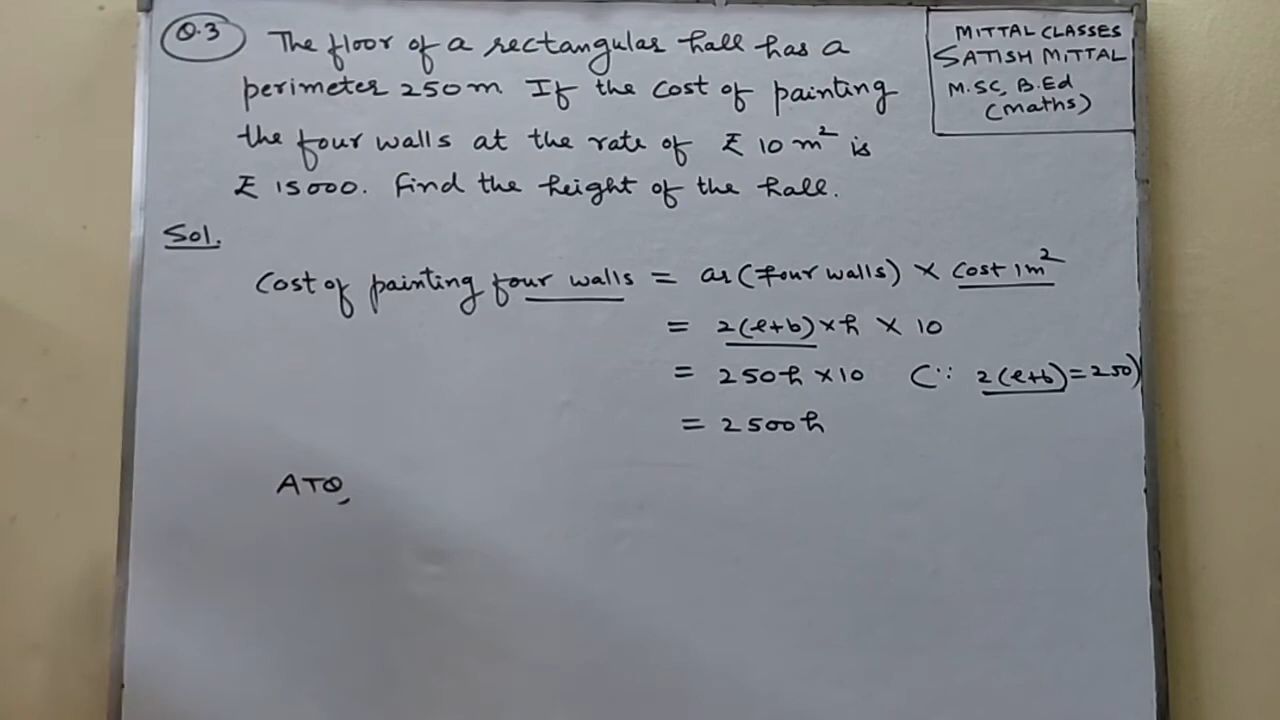 Q.3 The floor of a rectangular hall has a
perimeter 250m If the cost of painting
the four walls at the rate of ₹ 10 m² is
₹ 15000. Find the height of the hall.
MITTAL CLASSES
SATISH MITTAL
M.SC, B.Ed
(Maths)
Sol.
Cost of painting four walls = ar(four walls) × Cost 1m²
= 2(l+b)×h × 10
= 250h ×10 (∵ 2(l+b)=250)
= 2500h
ATQ,